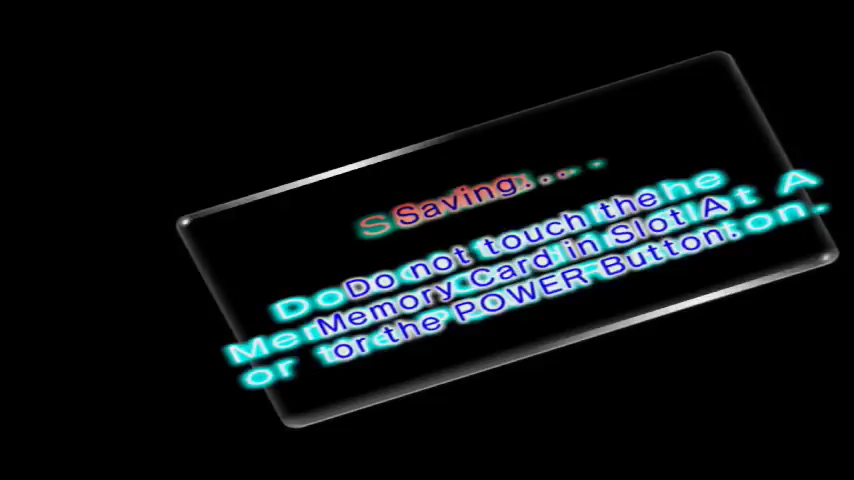 Saving...
Do not touch the
Memory Card in Slot A
or the POWER Button.